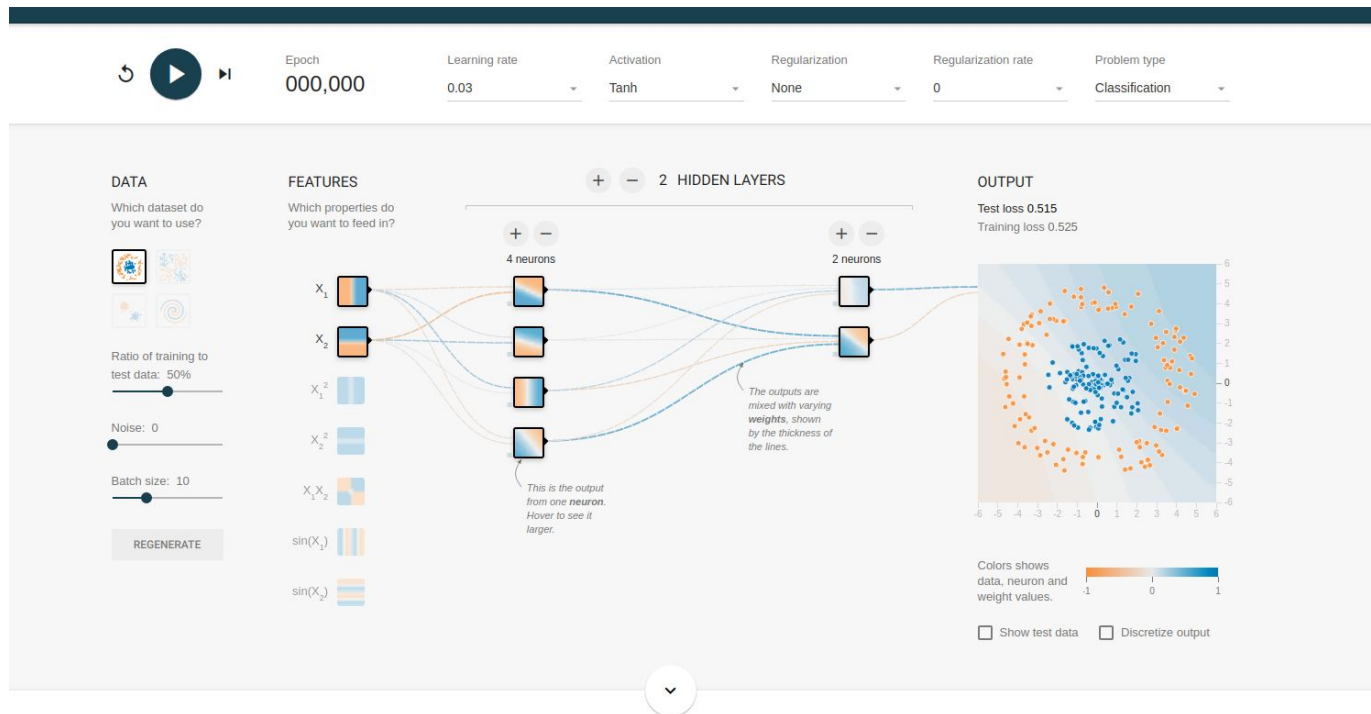 Epoch
000,000
Learning rate
0.03
Activation
Tanh
Regularization
None
Regularization rate
0
Problem type
Classification
DATA
Which dataset do
you want to use?
Ratio of training to
test data: 50%
Noise: 0
Batch size: 10
REGENERATE
FEATURES
Which properties do
you want to feed in?
X1
X2
X1²
X2²
X1X2
sin(X1)
sin(X2)
+ − 2 HIDDEN LAYERS
+ −
4 neurons
+ −
2 neurons
This is the output
from one neuron.
Hover to see it
larger.
The outputs are
mixed with varying
weights, shown
by the thickness of
the lines.
OUTPUT
Test loss 0.515
Training loss 0.525
6
5
4
3
2
1
0
-1
-2
-3
-4
-5
-6
-6 -5 -4 -3 -2 -1 0 1 2 3 4 5 6
Colors shows
data, neuron and
weight values.
-1 0 1
Show test data
Discretize output